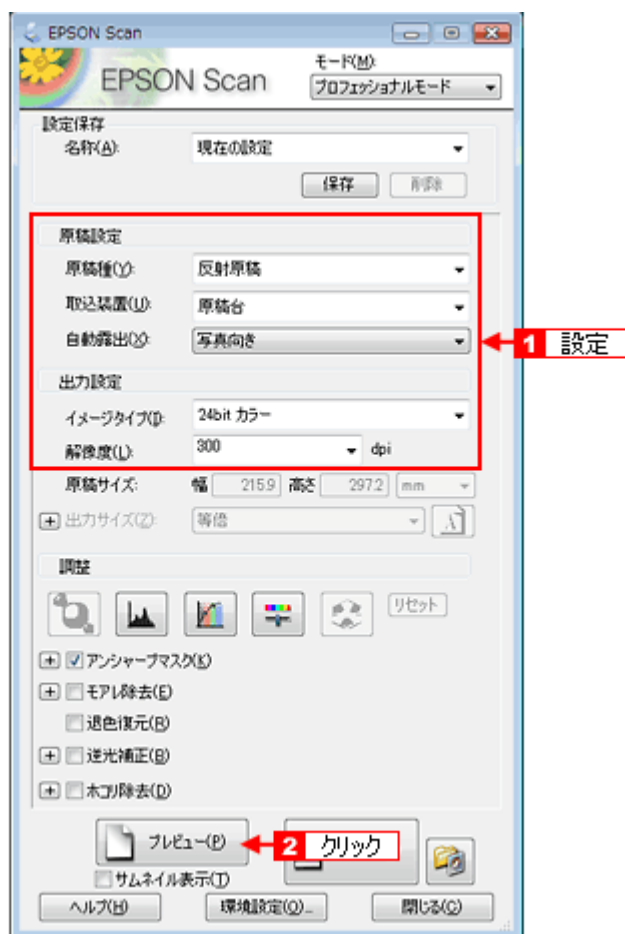 EPSON Scan
EPSON Scan
モード(M):
プロフェッショナルモード
設定保存
名称(A):
現在の設定
保存
削除
原稿設定
原稿種(Y):
反射原稿
取込装置(U):
原稿台
自動露出(X):
写真向き
1 設定
出力設定
イメージタイプ(I):
24bit カラー
解像度(L):
300
dpi
原稿サイズ:
幅 215.9 高さ 297.2 mm
出力サイズ(Z):
等倍
調整
リセット
アンシャープマスク(K)
モアレ除去(E)
退色復元(R)
逆光補正(B)
ホコリ除去(D)
プレビュー(P)
2 クリック
サムネイル表示(T)
ヘルプ(H)
環境設定(O)...
閉じる(C)